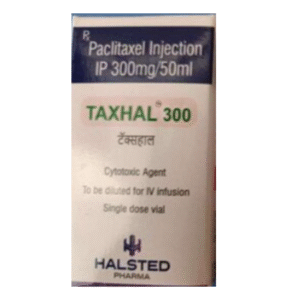 Rx
Paclitaxel Injection
IP 300mg/50ml
TAXHAL® 300
टॅक्सहाल
Cytotoxic Agent
To be diluted for IV infusion
Single dose vial
HALSTED
PHARMA